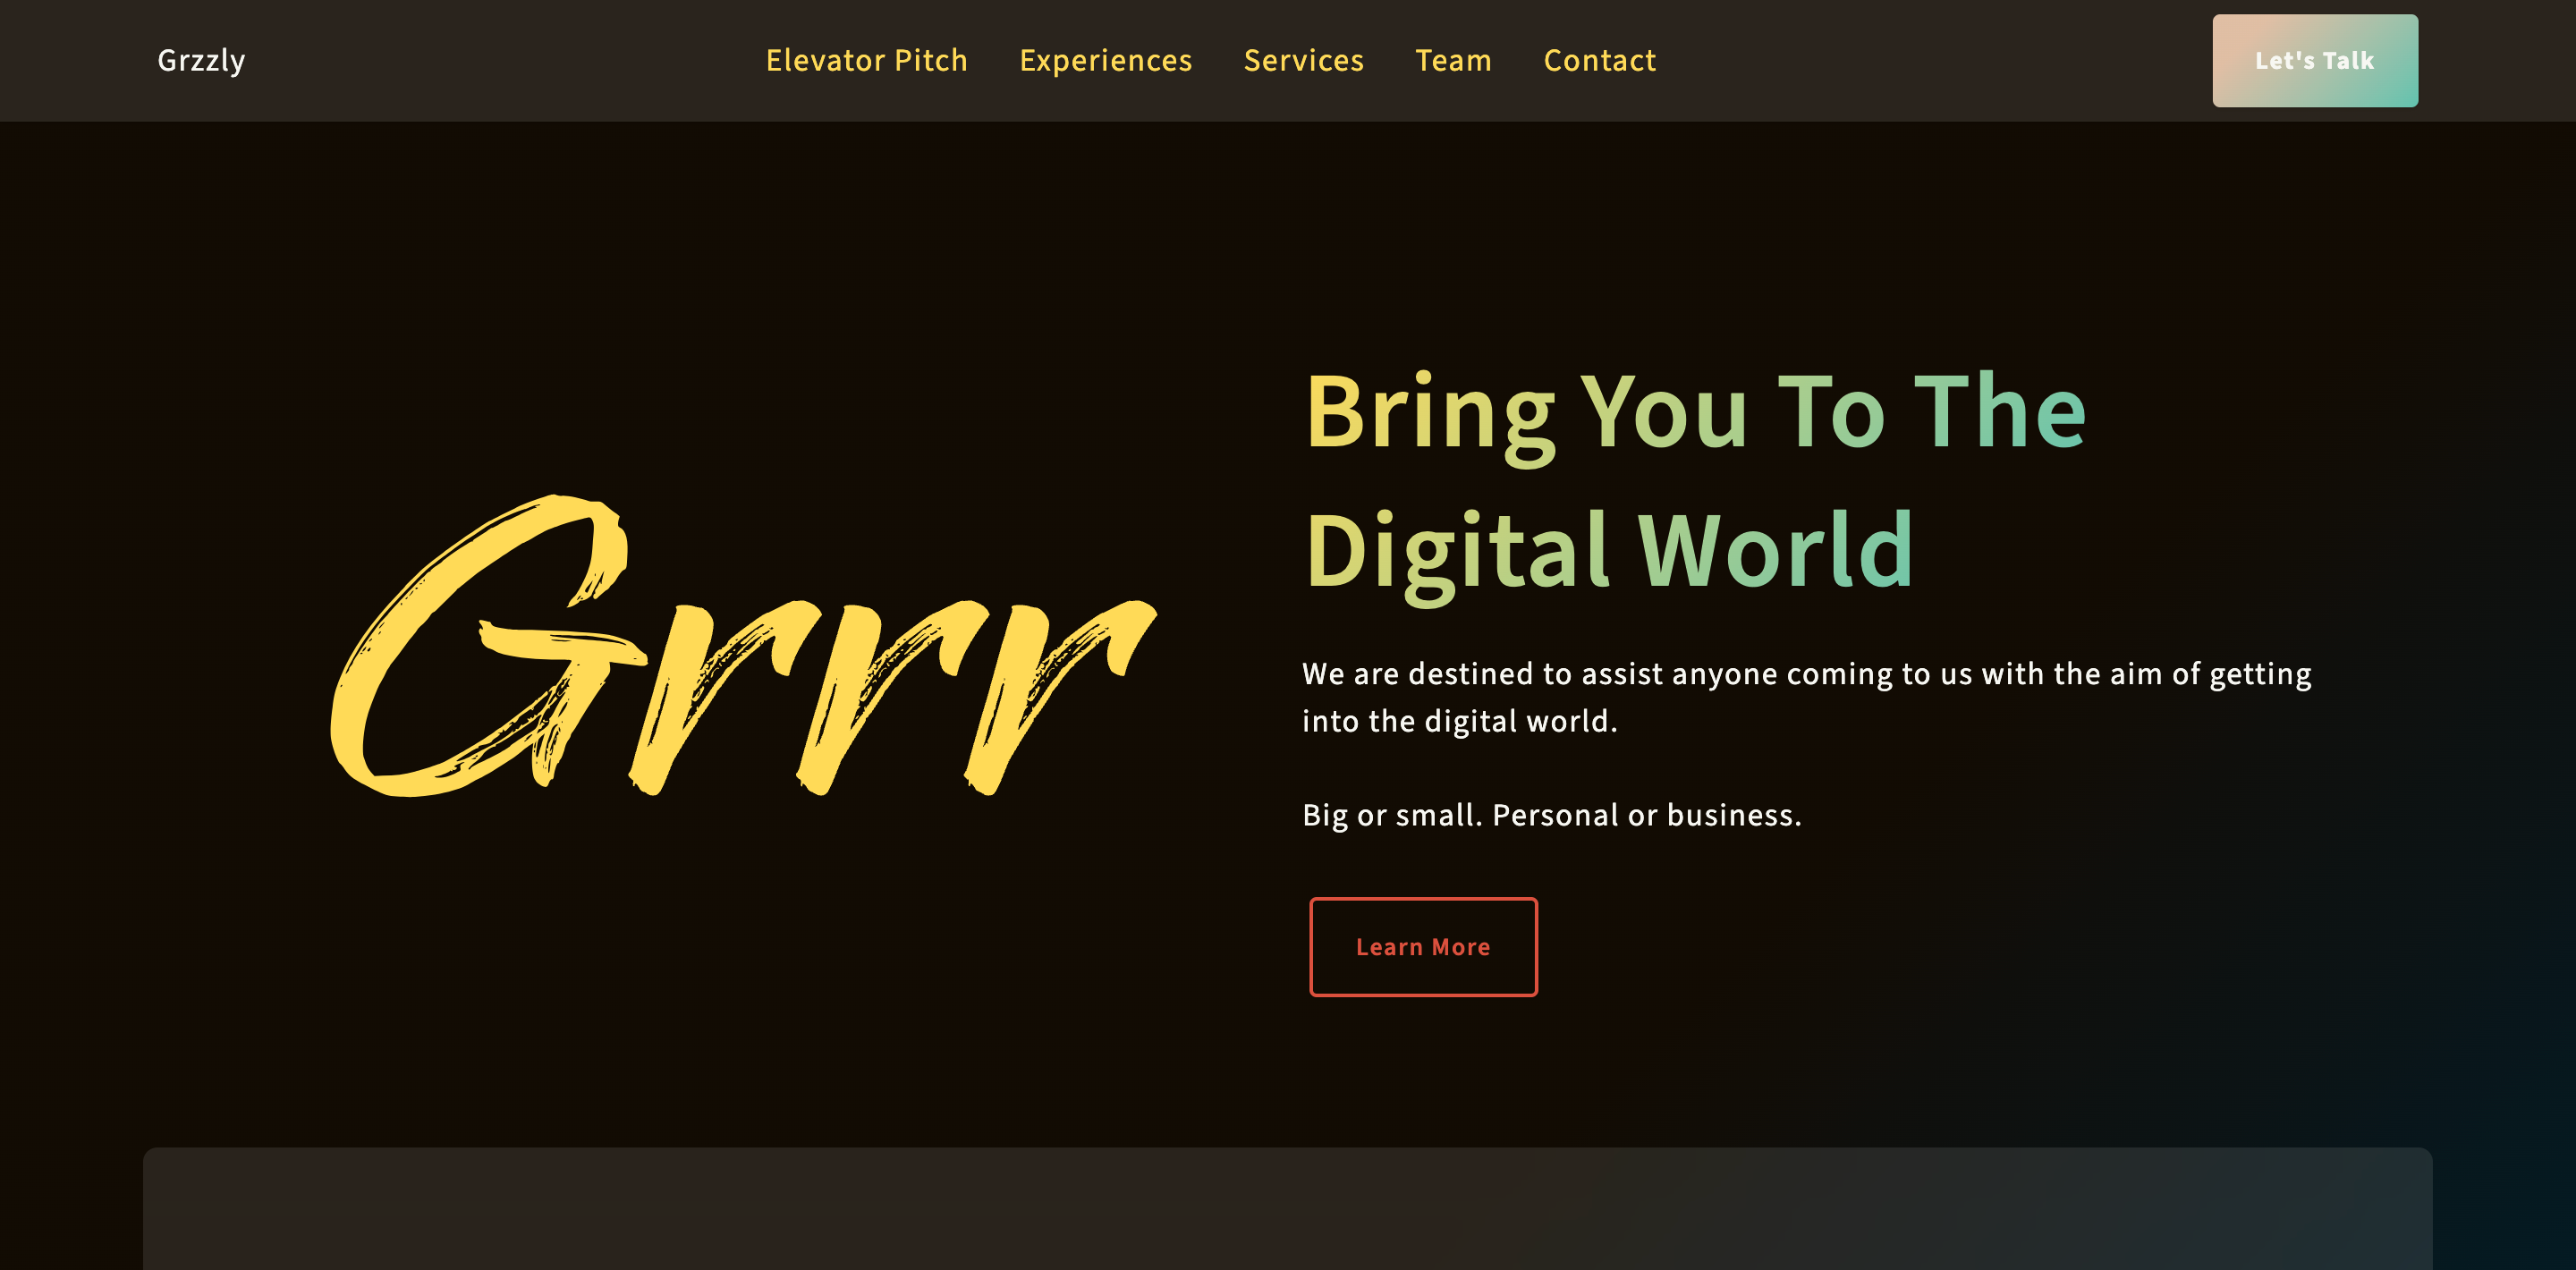 Grzzly
Elevator Pitch
Experiences
Services
Team
Contact
Let's Talk
Grrr
Bring You To The
Digital World
We are destined to assist anyone coming to us with the aim of getting
into the digital world.
Big or small. Personal or business.
Learn More